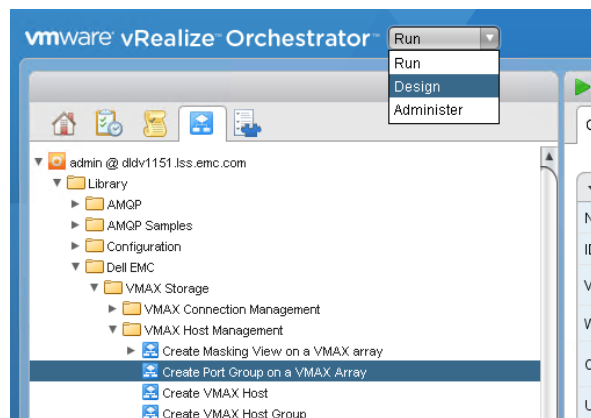 vmware vRealize™ Orchestrator™ Run
Run
Design
Administer
admin @ dldv1151.lss.emc.com
Library
AMQP
AMQP Samples
Configuration
Dell EMC
VMAX Storage
VMAX Connection Management
VMAX Host Management
Create Masking View on a VMAX array
Create Port Group on a VMAX Array
Create VMAX Host
Create VMAX Host Group